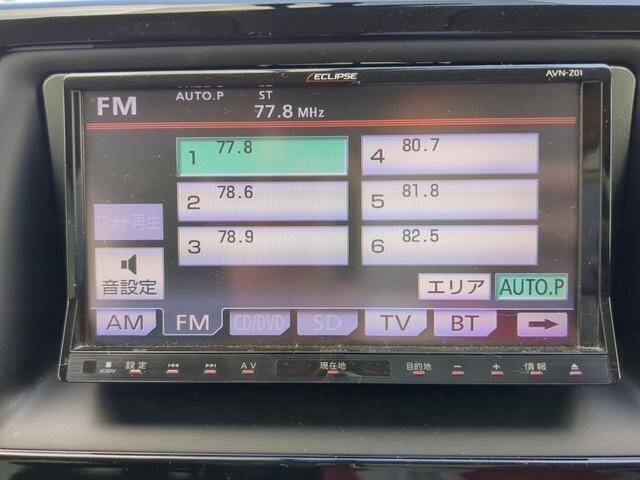 ECLIPSE
AVN-Z01
FM
AUTO.P
ST
77.8 MHz
1 77.8
4 80.7
2 78.6
5 81.8
3 78.9
6 82.5
フォト再生
音設定
エリア
AUTO.P
AM
FM
CD/DVD
SD
TV
BT
ESN
設定
AV
現在地
目的地
−
+
情報